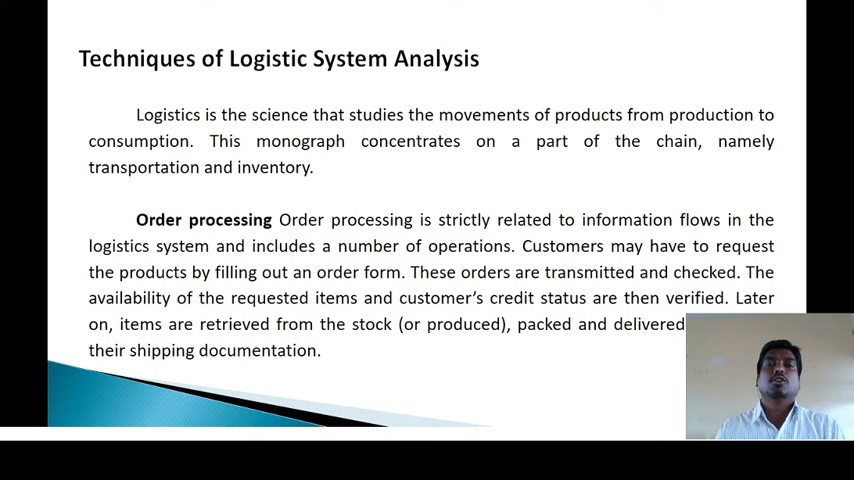 Techniques of Logistic System Analysis
Logistics is the science that studies the movements of products from production to
consumption. This monograph concentrates on a part of the chain, namely
transportation and inventory.
Order processing Order processing is strictly related to information flows in the
logistics system and includes a number of operations. Customers may have to request
the products by filling out an order form. These orders are transmitted and checked. The
availability of the requested items and customer’s credit status are then verified. Later
on, items are retrieved from the stock (or produced), packed and delivered
their shipping documentation.